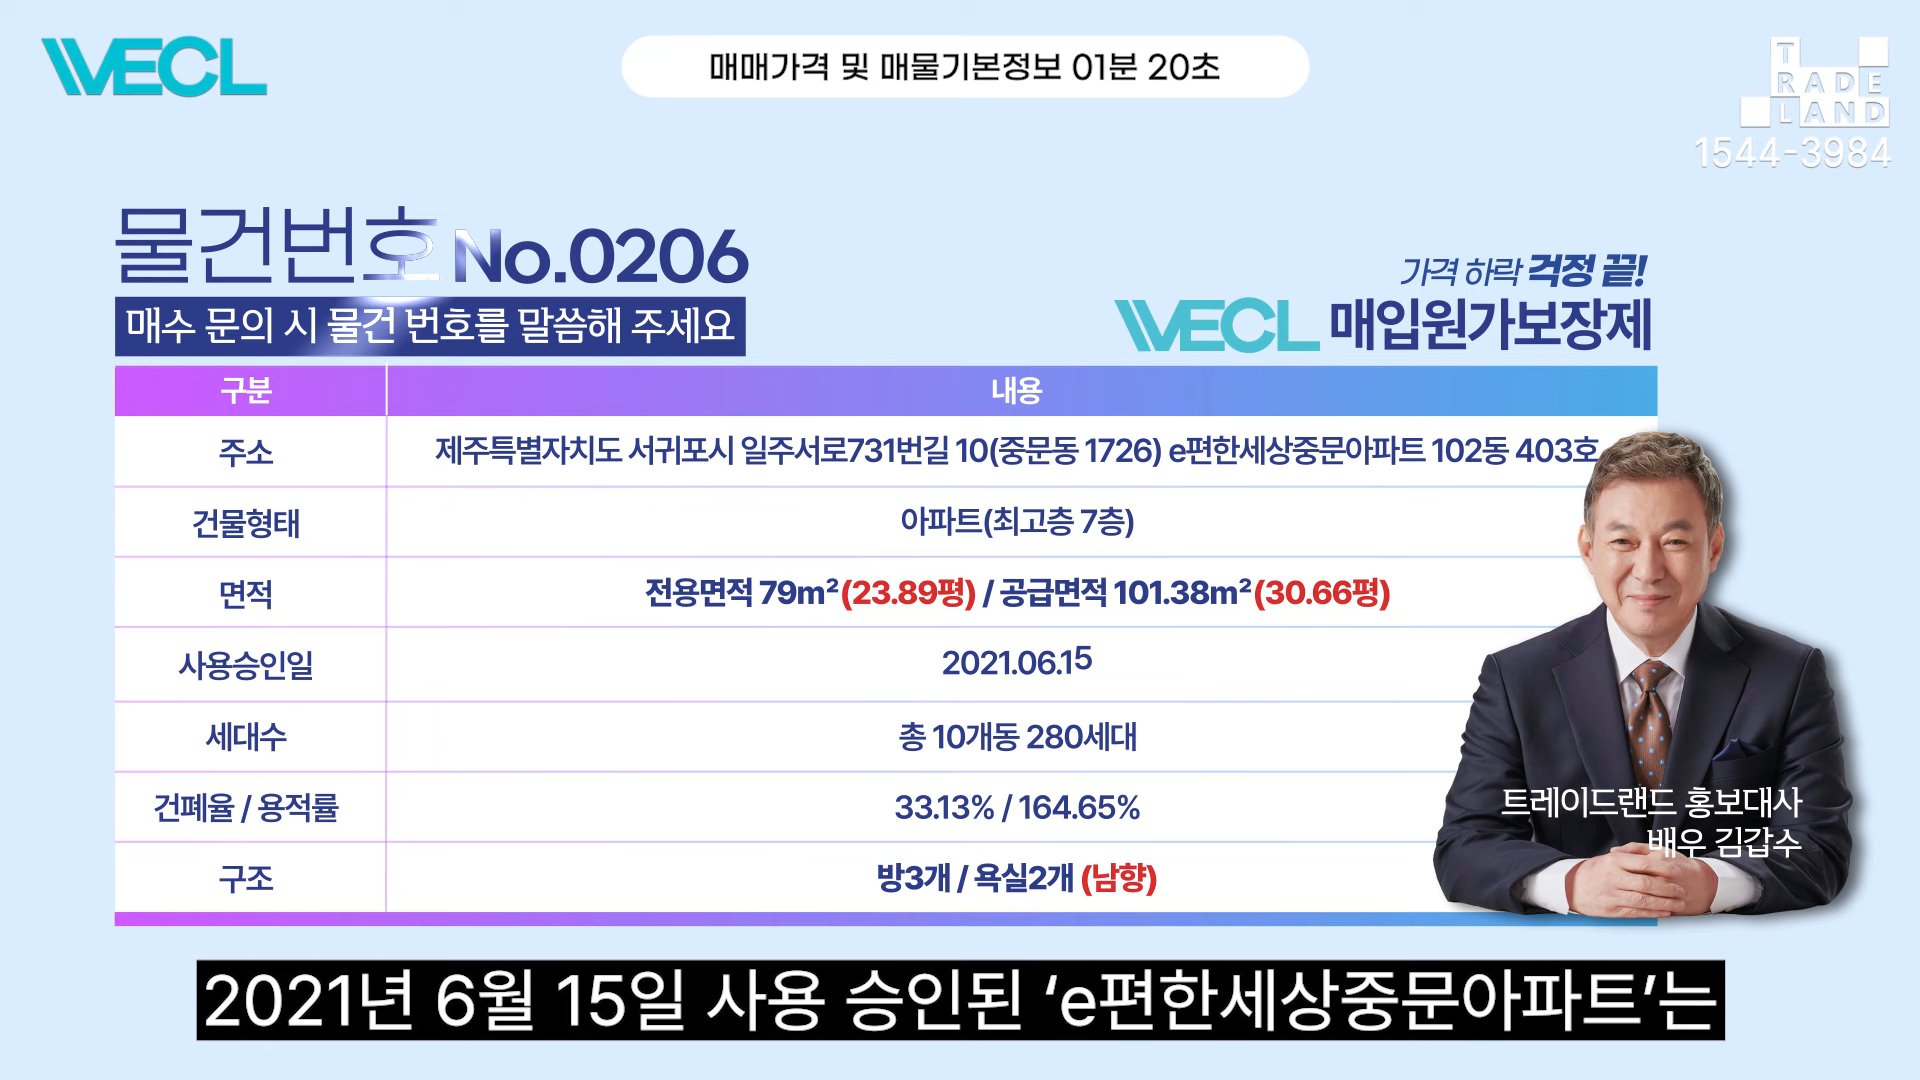 WECL
매매가격 및 매물기본정보 01분 20초
TRADE LAND
1544-3984
물건번호 No.0206
매수 문의 시 물건 번호를 말씀해 주세요
가격 하락 걱정 끝!
WECL 매입원가보장제
구분 내용
주소 제주특별자치도 서귀포시 일주서로731번길 10(중문동 1726) e편한세상중문아파트 102동 403호
건물형태 아파트(최고층 7층)
면적 전용면적 79m²(23.89평) / 공급면적 101.38m²(30.66평)
사용승인일 2021.06.15
세대수 총 10개동 280세대
건폐율 / 용적률 33.13% / 164.65%
구조 방3개 / 욕실2개 (남향)
트레이드랜드 홍보대사
배우 김갑수
2021년 6월 15일 사용 승인된 ‘e편한세상중문아파트’는